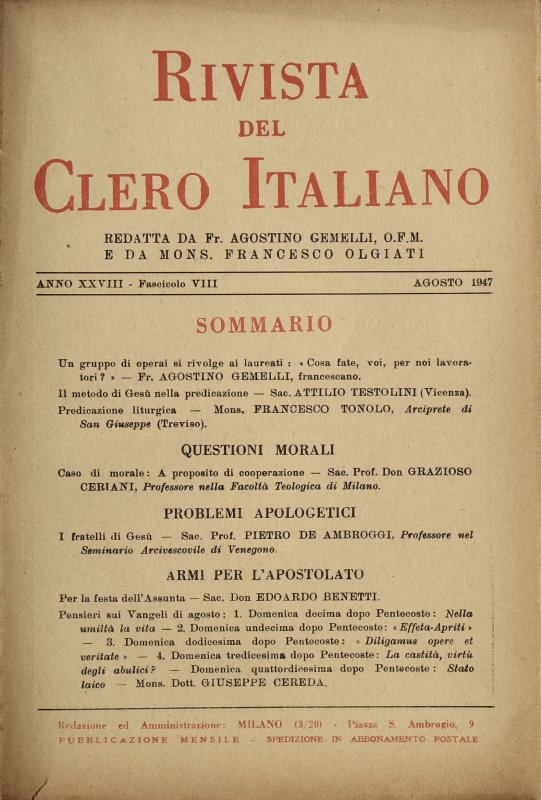 RIVISTA
DEL
CLERO ITALIANO
REDATTA DA Fr. AGOSTINO GEMELLI, O.F.M.
E DA MONS. FRANCESCO OLGIATI
ANNO XXVIII - Fascicolo VIII AGOSTO 1947
SOMMARIO
Un gruppo di operai si rivolge ai laureati : « Cosa fate, voi, per noi lavora-
tori ? » — Fr. AGOSTINO GEMELLI, francescano.
Il metodo di Gesù nella predicazione — Sac. ATTILIO TESTOLINI (Vicenza).
Predicazione liturgica — Mons. FRANCESCO TONOLO, Arciprete di
San Giuseppe (Treviso).
QUESTIONI MORALI
Caso di morale : A proposito di cooperazione — Sac. Prof. Don GRAZIOSO
CERIANI, Professore nella Facoltà Teologica di Milano.
PROBLEMI APOLOGETICI
I fratelli di Gesù — Sac. Prof. PIETRO DE AMBROGGI, Professore nel
Seminario Arcivescovile di Venegono.
ARMI PER L'APOSTOLATO
Per la festa dell'Assunta — Sac. Don EDOARDO BENETTI.
Pensieri sui Vangeli di agosto : 1. Domenica decima dopo Pentecoste : Nella
umiltà la vita — 2. Domenica undecima dopo Pentecoste : « Effeta-Apriti »
— 3. Domenica dodicesima dopo Pentecoste : « Diligamus opere et
veritate » — 4. Domenica tredicesima dopo Pentecoste : La castità, virtù
degli abulici ? — Domenica quattordicesima dopo Pentecoste : Stato
laico — Mons. Dott. GIUSEPPE CEREDA.
Redazione ed Amministrazione : MILANO (3/20) - Piazza S. Ambrogio, 9
PUBBLICAZIONE MENSILE - SPEDIZIONE IN ABBONAMENTO POSTALE